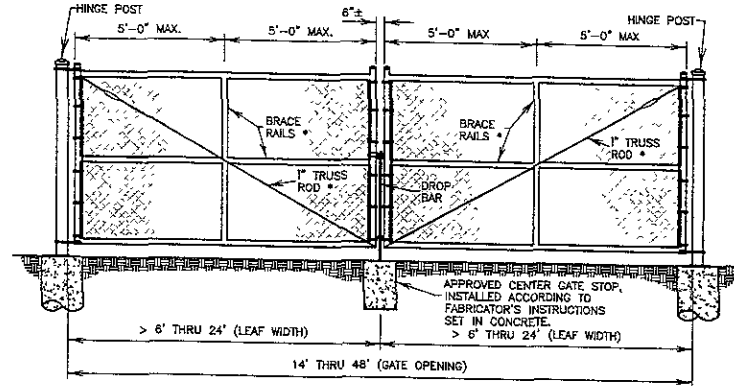 HINGE POST
6"±
HINGE POST
5'-0" MAX.
5'-0" MAX.
5'-0" MAX.
5'-0" MAX.
BRACE
RAILS *
BRACE
RAILS *
1" TRUSS
ROD *
1" TRUSS
ROD *
DROP
BAR
APPROVED CENTER GATE STOP,
INSTALLED ACCORDING TO
FABRICATOR'S INSTRUCTIONS
SET IN CONCRETE.
> 6' THRU 24' (LEAF WIDTH)
> 6' THRU 24' (LEAF WIDTH)
14' THRU 48' (GATE OPENING)